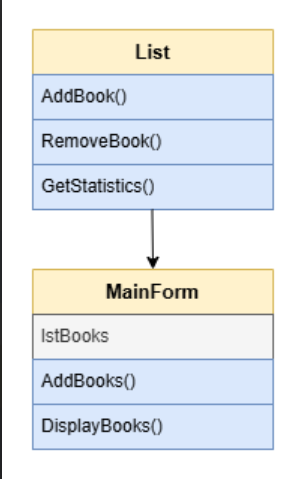 List
AddBook()
RemoveBook()
GetStatistics()
MainForm
lstBooks
AddBooks()
DisplayBooks()